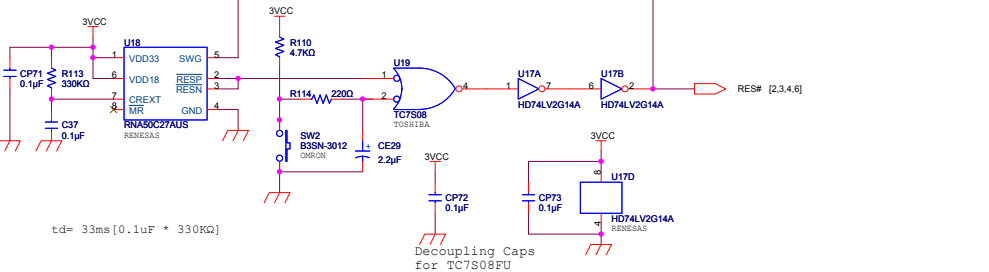 3VCC
3VCC
U18
1 VDD33 SWG 5
6 VDD18 RESP 2
RESN 3
7 CREXT
8 MR GND 4
RNA50C27AUS
RENESAS
CP71
0.1µF
R113
330KΩ
C37
0.1µF
R110
4.7KΩ
R114 220Ω
SW2
B3SN-3012
OMRON
CE29
2.2µF
+
U19
1
2
4
TC7S08
TOSHIBA
U17A
1 7
HD74LV2G14A
U17B
6 2
HD74LV2G14A
RES# [2,3,4,6]
3VCC
CP72
0.1µF
3VCC
CP73
0.1µF
8
U17D
4
HD74LV2G14A
RENESAS
td= 33ms[0.1uF * 330KΩ]
Decoupling Caps
for TC7S08FU